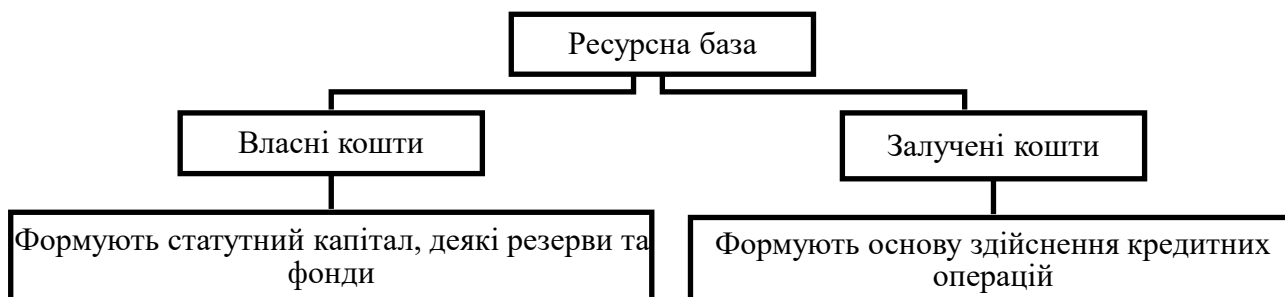 Ресурсна база
Власні кошти
Залучені кошти
Формують статутний капітал, деякі резерви та
фонди
Формують основу здійснення кредитних
операцій